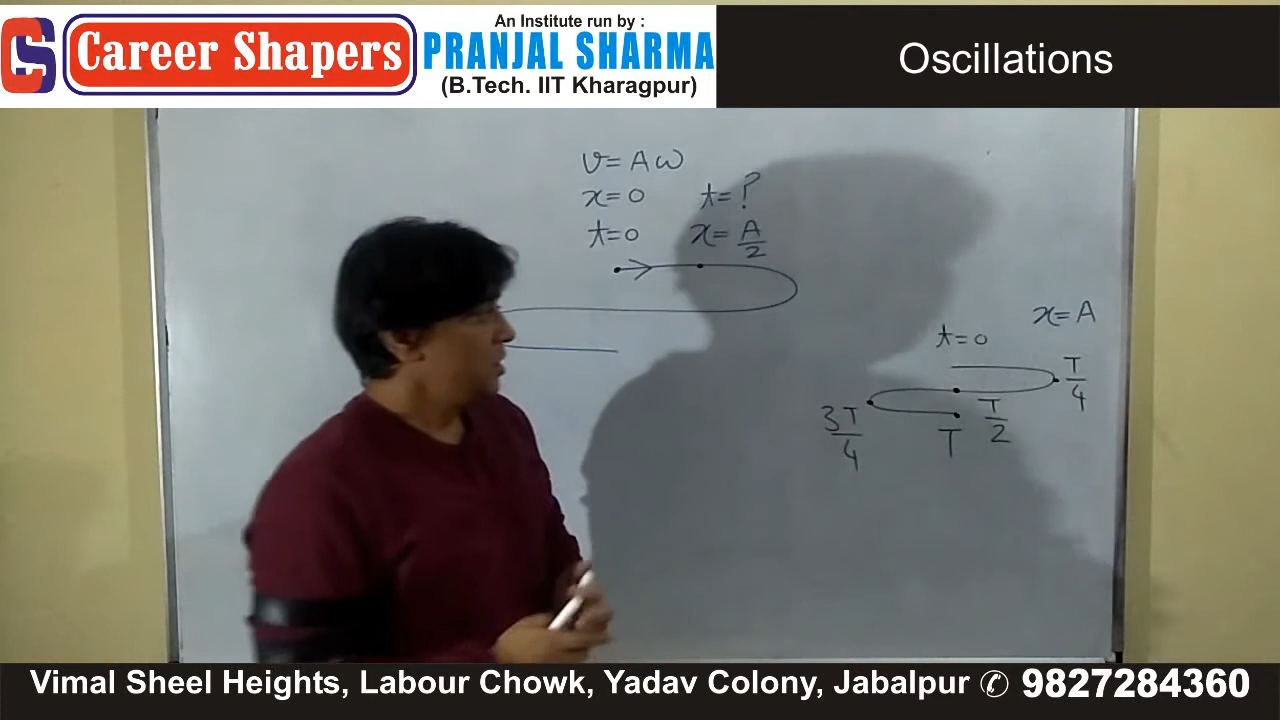 Career Shapers
An Institute run by :
PRANJAL SHARMA
(B.Tech. IIT Kharagpur)
Oscillations
v = Aω
x = 0 t = ?
t = 0 x = A/2
t = 0 x = A
T/4
T/2
3T/4
T
Vimal Sheel Heights, Labour Chowk, Yadav Colony, Jabalpur ✆ 9827284360